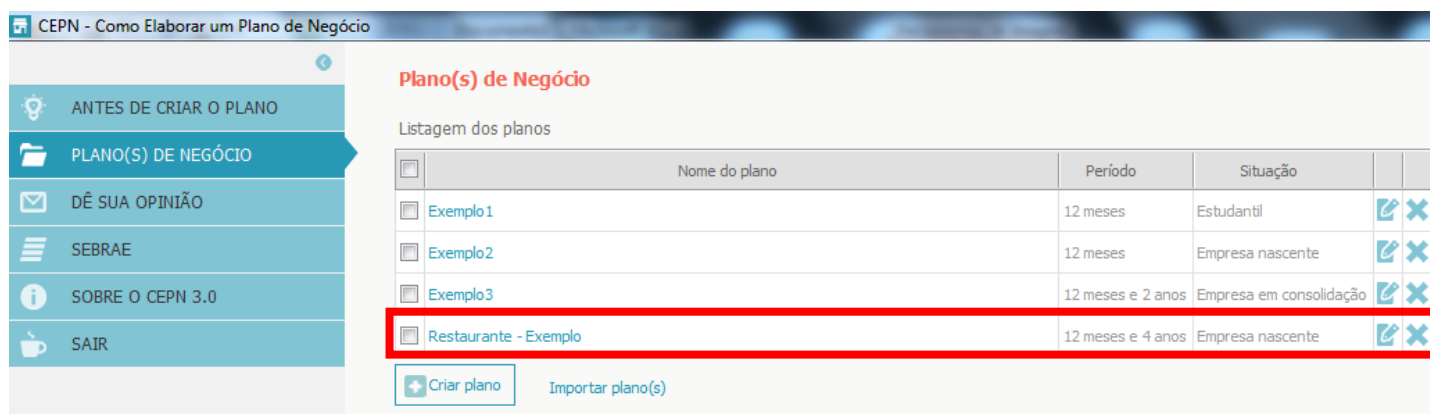 CEPN - Como Elaborar um Plano de Negócio
ANTES DE CRIAR O PLANO
PLANO(S) DE NEGÓCIO
DÊ SUA OPINIÃO
SEBRAE
SOBRE O CEPN 3.0
SAIR
Plano(s) de Negócio
Listagem dos planos
Nome do plano Período Situação
Exemplo1 12 meses Estudantil
Exemplo2 12 meses Empresa nascente
Exemplo3 12 meses e 2 anos Empresa em consolidação
Restaurante - Exemplo 12 meses e 4 anos Empresa nascente
Criar plano Importar plano(s)